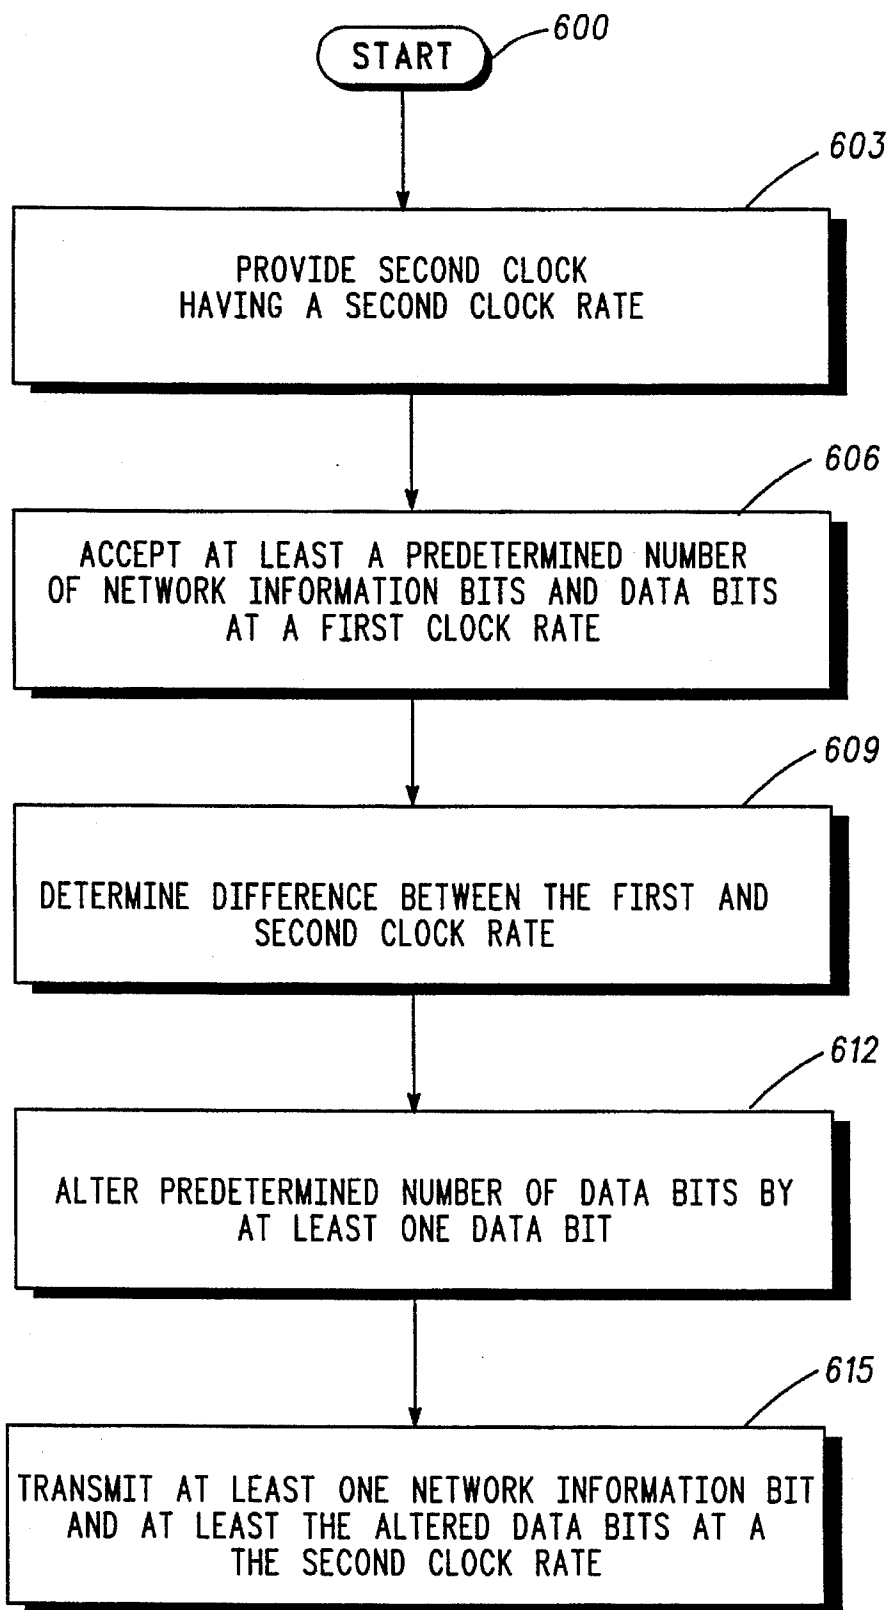 START
600
603
PROVIDE SECOND CLOCK
HAVING A SECOND CLOCK RATE
606
ACCEPT AT LEAST A PREDETERMINED NUMBER
OF NETWORK INFORMATION BITS AND DATA BITS
AT A FIRST CLOCK RATE
609
DETERMINE DIFFERENCE BETWEEN THE FIRST AND
SECOND CLOCK RATE
612
ALTER PREDETERMINED NUMBER OF DATA BITS BY
AT LEAST ONE DATA BIT
615
TRANSMIT AT LEAST ONE NETWORK INFORMATION BIT
AND AT LEAST THE ALTERED DATA BITS AT A
THE SECOND CLOCK RATE